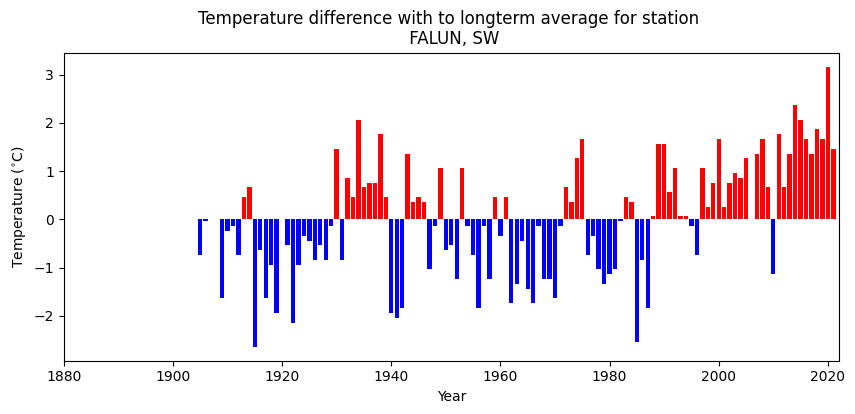 Temperature difference with to longterm average for station
FALUN, SW
Temperature (°C)
3
2
1
0
−1
−2
1880 1900 1920 1940 1960 1980 2000 2020
Year